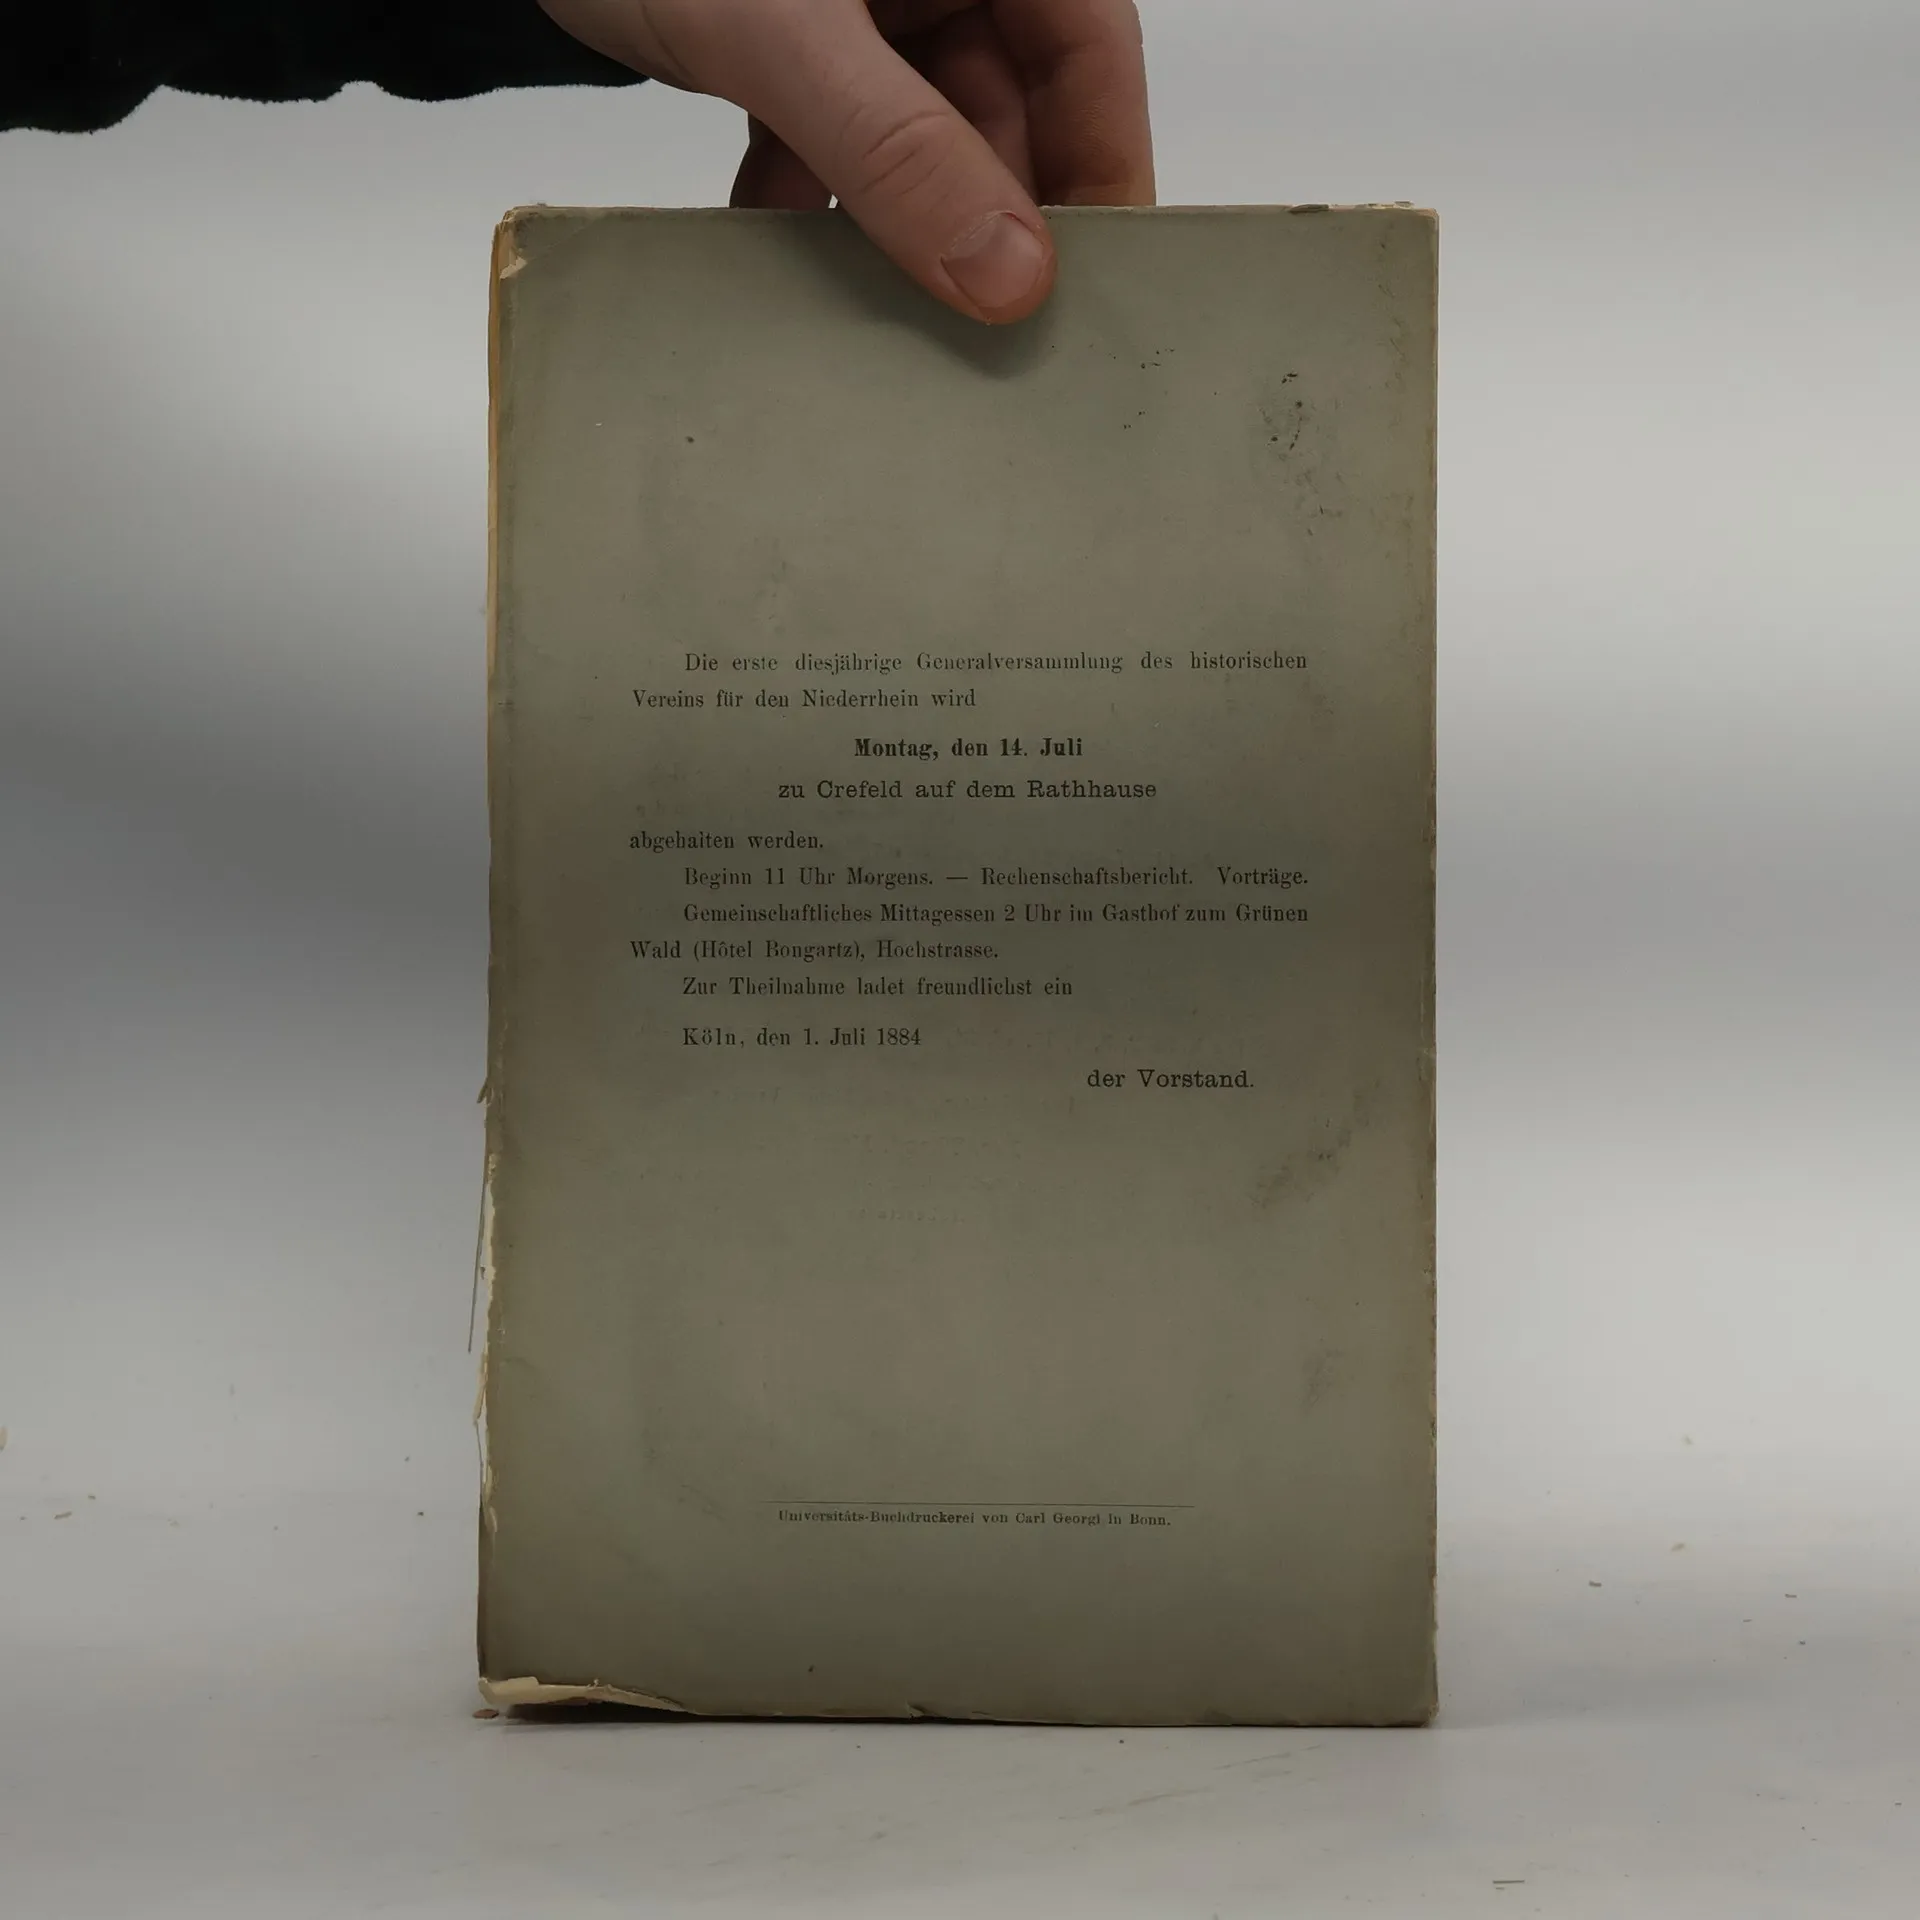 Die erste diesjährige Generalversammlung des historischen
Vereins für den Niederrhein wird
Montag, den 14. Juli
zu Crefeld auf dem Rathhause
abgehalten werden.
Beginn 11 Uhr Morgens. — Rechenschaftsbericht. Vorträge.
Gemeinschaftliches Mittagessen 2 Uhr im Gasthof zum Grünen
Wald (Hôtel Bongartz), Hochstrasse.
Zur Theilnahme ladet freundlichst ein
Köln, den 1. Juli 1884
der Vorstand.
Universitäts-Buchdruckerei von Carl Georgi in Bonn.